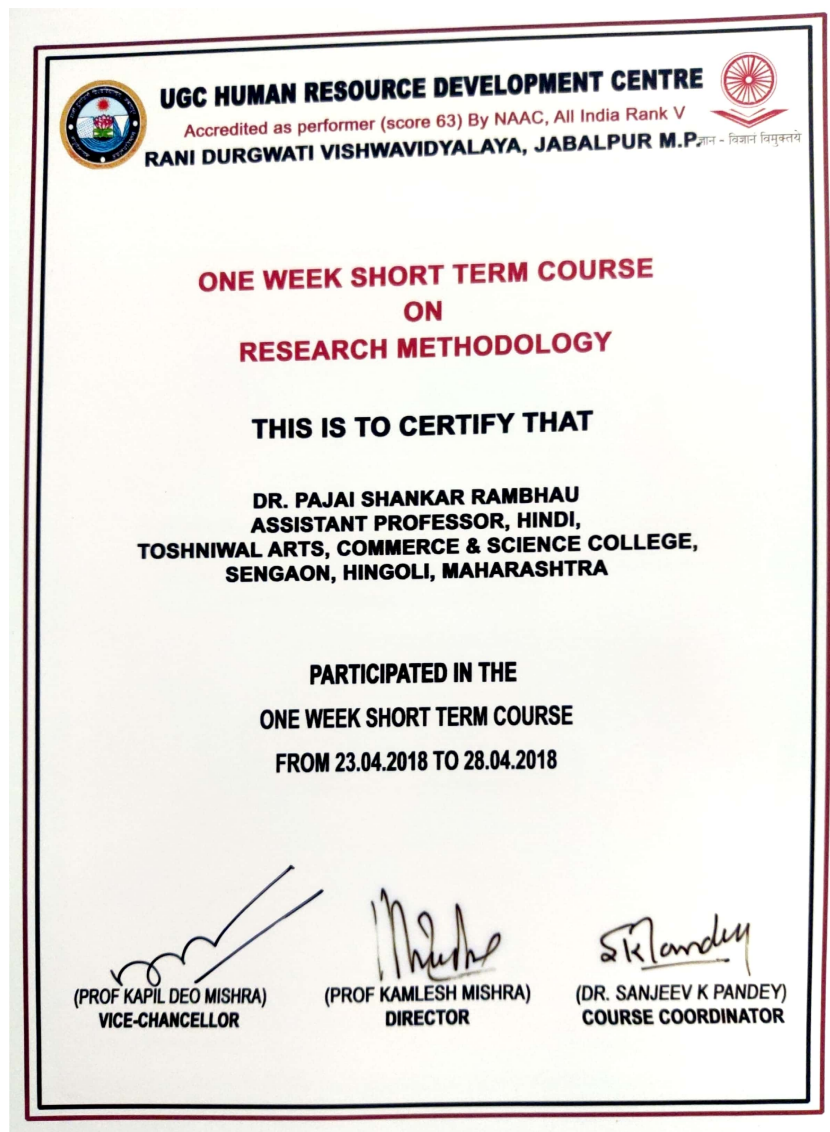 UGC HUMAN RESOURCE DEVELOPMENT CENTRE
Accredited as performer (score 63) By NAAC, All India Rank V
RANI DURGWATI VISHWAVIDYALAYA, JABALPUR M.P.
ज्ञान - विज्ञान विमुक्तये
ONE WEEK SHORT TERM COURSE
ON
RESEARCH METHODOLOGY
THIS IS TO CERTIFY THAT
DR. PAJAI SHANKAR RAMBHAU
ASSISTANT PROFESSOR, HINDI,
TOSHNIWAL ARTS, COMMERCE & SCIENCE COLLEGE,
SENGAON, HINGOLI, MAHARASHTRA
PARTICIPATED IN THE
ONE WEEK SHORT TERM COURSE
FROM 23.04.2018 TO 28.04.2018
SKPandey
(PROF KAPIL DEO MISHRA) (PROF KAMLESH MISHRA) (DR. SANJEEV K PANDEY)
VICE-CHANCELLOR DIRECTOR COURSE COORDINATOR